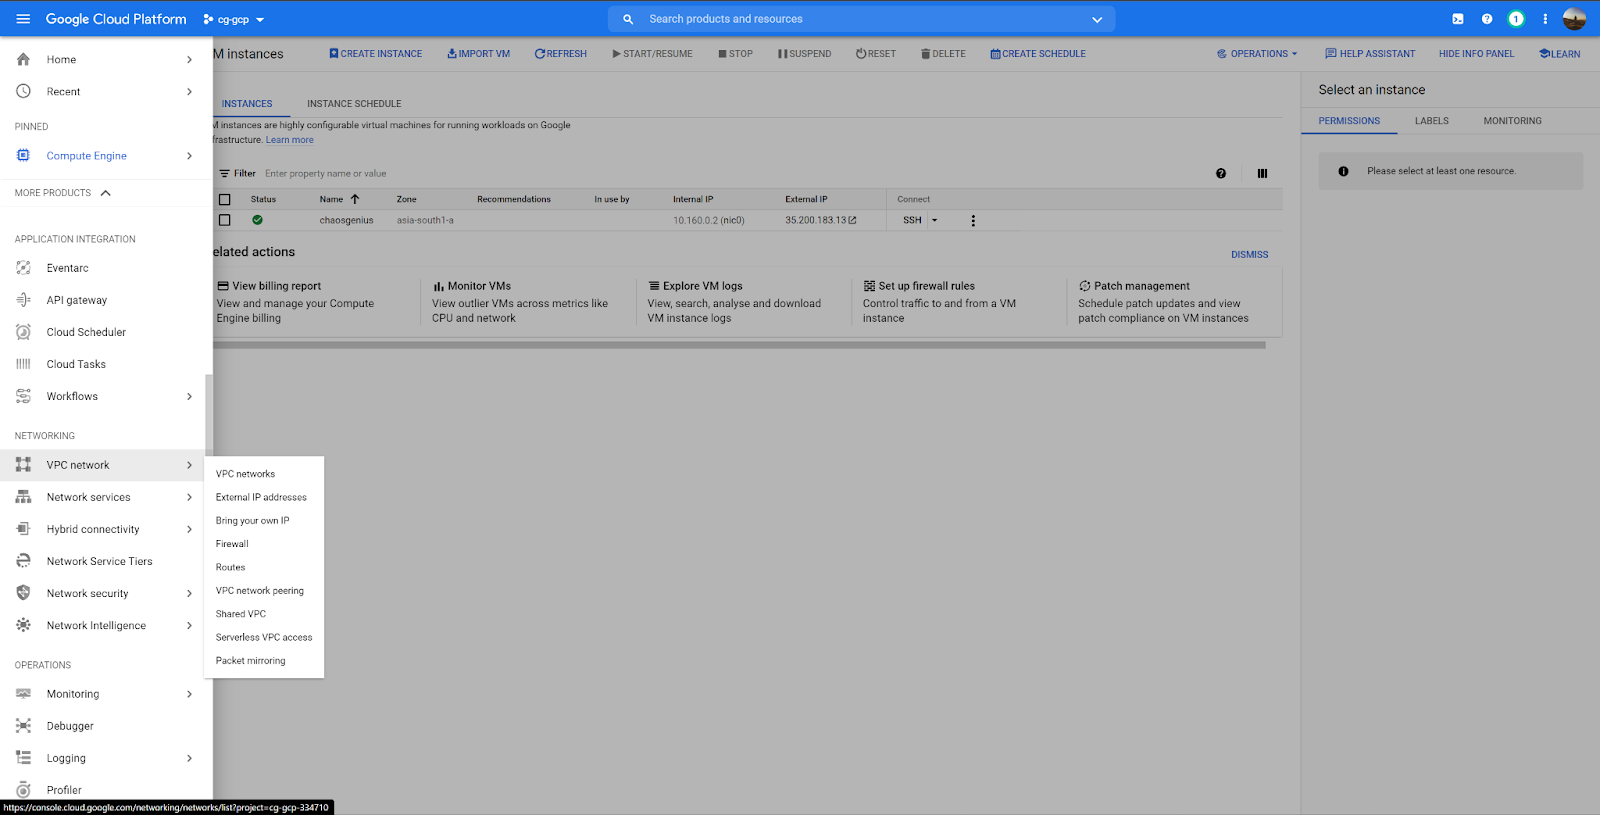 Google Cloud Platform cg-gcp Search products and resources 1
Home
Recent
PINNED
Compute Engine
MORE PRODUCTS
APPLICATION INTEGRATION
Eventarc
API gateway
Cloud Scheduler
Cloud Tasks
Workflows
NETWORKING
VPC network
Network services
Hybrid connectivity
Network Service Tiers
Network security
Network Intelligence
OPERATIONS
Monitoring
Debugger
Logging
Profiler
https://console.cloud.google.com/networking/networks/list?project=cg-gcp-334710
VPC networks
External IP addresses
Bring your own IP
Firewall
Routes
VPC network peering
Shared VPC
Serverless VPC access
Packet mirroring
M instances CREATE INSTANCE IMPORT VM REFRESH START/RESUME STOP SUSPEND RESET DELETE CREATE SCHEDULE OPERATIONS HELP ASSISTANT HIDE INFO PANEL LEARN
INSTANCES INSTANCE SCHEDULE
M instances are highly configurable virtual machines for running workloads on Google
frastructure. Learn more
Filter Enter property name or value
Status Name Zone Recommendations In use by Internal IP External IP Connect
chaosgenius asia-south1-a 10.160.0.2 (nic0) 35.200.183.13 SSH
elated actions DISMISS
View billing report
View and manage your Compute
Engine billing
Monitor VMs
View outlier VMs across metrics like
CPU and network
Explore VM logs
View, search, analyse and download
VM instance logs
Set up firewall rules
Control traffic to and from a VM
instance
Patch management
Schedule patch updates and view
patch compliance on VM instances
Select an instance
PERMISSIONS LABELS MONITORING
Please select at least one resource.